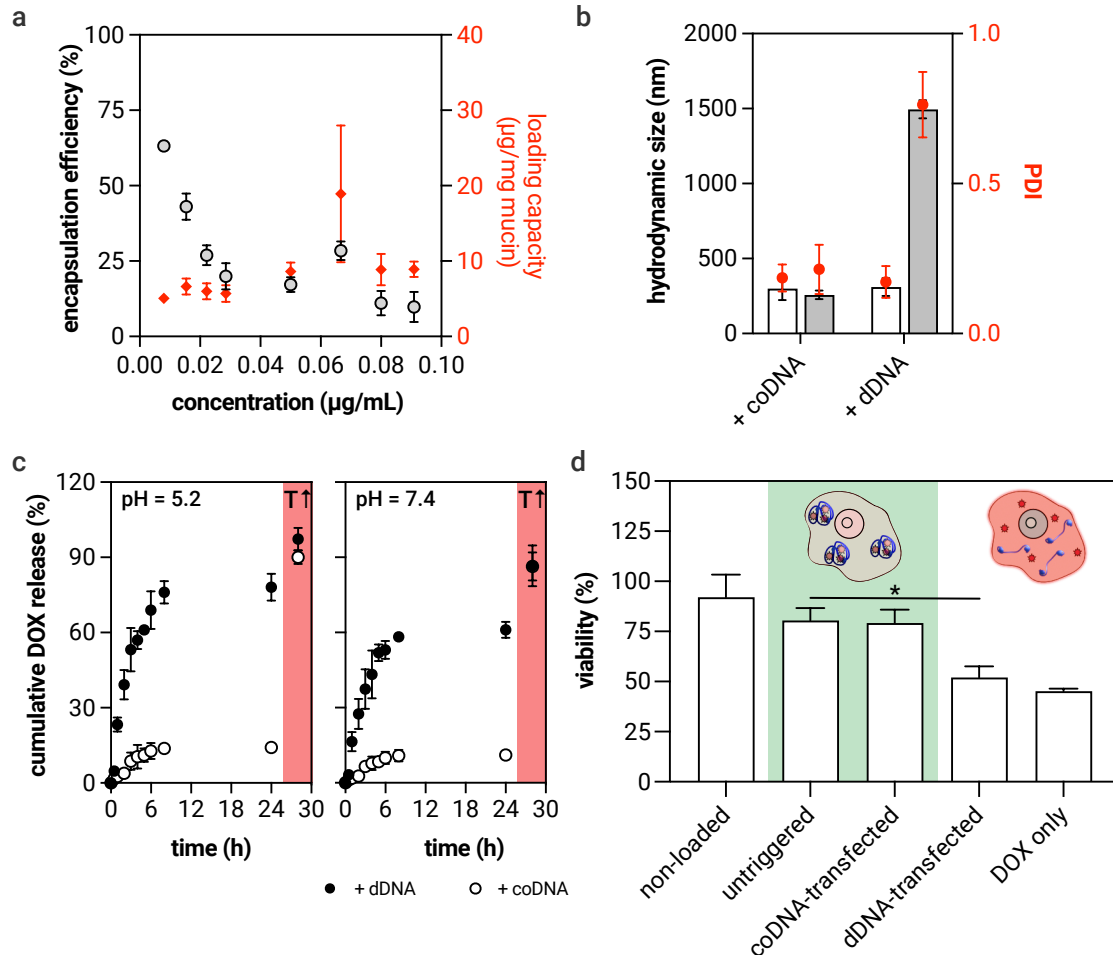 a
100
75
50
25
0
encapsulation efficiency (%)
40
30
20
10
0
loading capacity
(µg/mg mucin)
0.00 0.02 0.04 0.06 0.08 0.10
concentration (µg/mL)
b
2000
1500
1000
500
0
hydrodynamic size (nm)
1.0
0.5
0.0
PDI
+ coDNA
+ dDNA
c
120
90
60
30
0
cumulative DOX release (%)
pH = 5.2
T↑
0 6 12 18 24 30
time (h)
pH = 7.4
T↑
0 6 12 18 24 30
time (h)
+ dDNA
+ coDNA
d
150
125
100
75
50
25
0
viability (%)
*
non-loaded
untriggered
coDNA-transfected
dDNA-transfected
DOX only